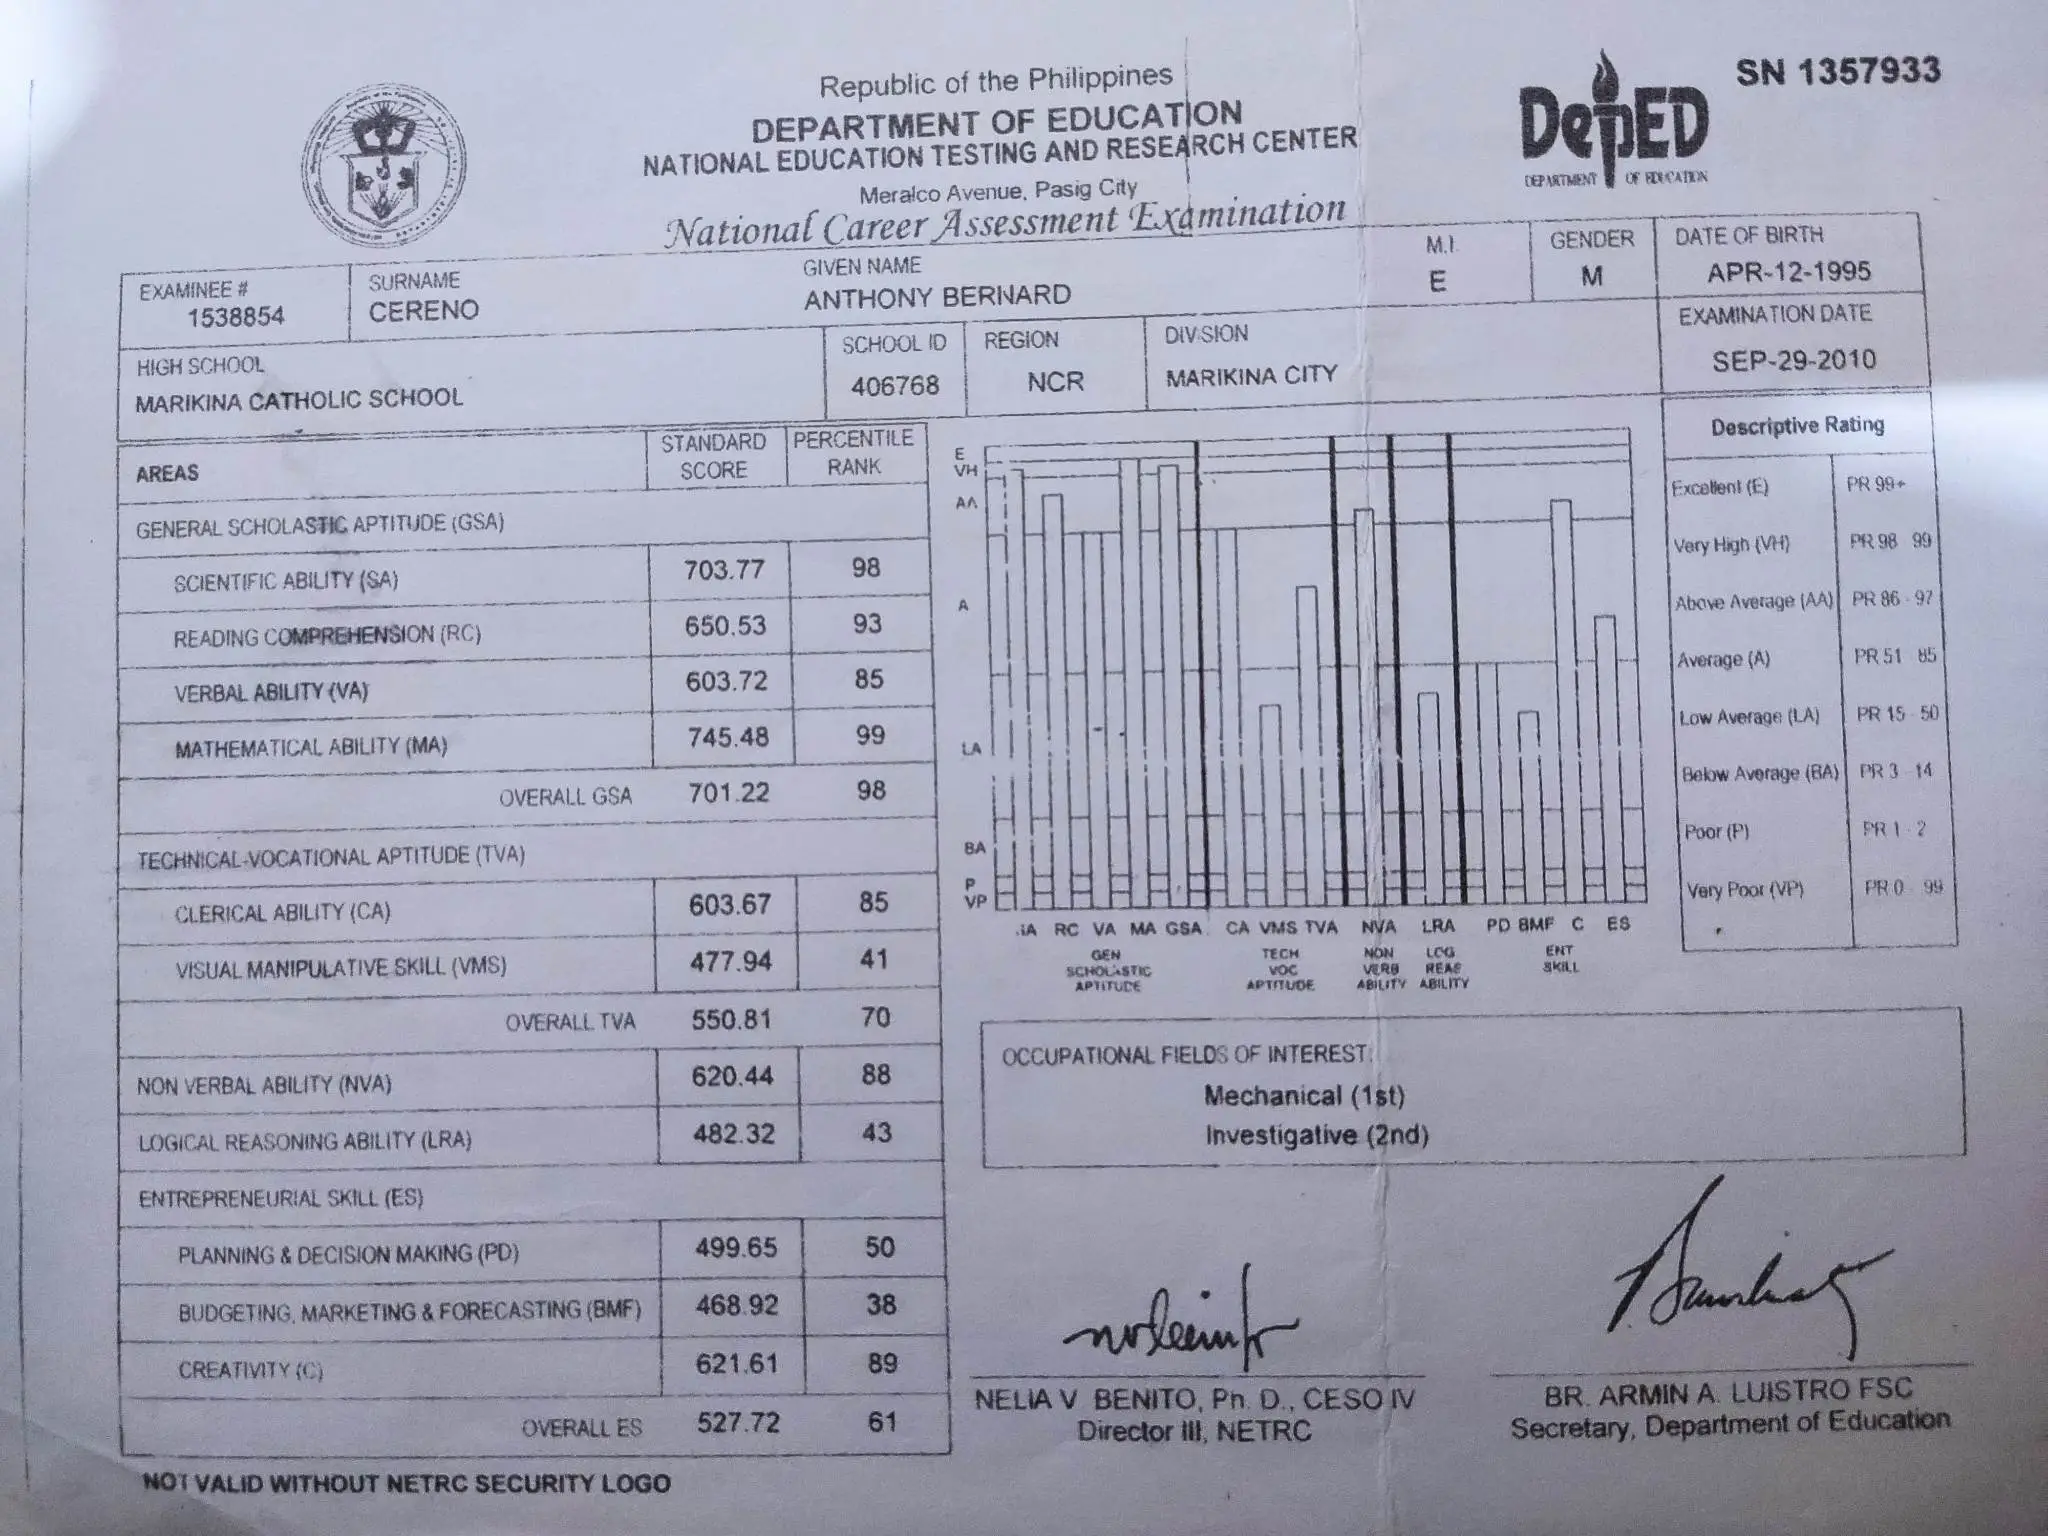 Republic of the Philippines
DEPARTMENT OF EDUCATION
NATIONAL EDUCATION TESTING AND RESEARCH CENTER
Meralco Avenue, Pasig City
National Career Assessment Examination
DepED
DEPARTMENT OF EDUCATION
SN 1357933
EXAMINEE #
1538854
SURNAME
CERENO
GIVEN NAME
ANTHONY BERNARD
M.I.
E
GENDER
M
DATE OF BIRTH
APR-12-1995
HIGH SCHOOL
MARIKINA CATHOLIC SCHOOL
SCHOOL ID
406768
REGION
NCR
DIVISION
MARIKINA CITY
EXAMINATION DATE
SEP-29-2010
AREAS STANDARD SCORE PERCENTILE RANK
GENERAL SCHOLASTIC APTITUDE (GSA)
SCIENTIFIC ABILITY (SA) 703.77 98
READING COMPREHENSION (RC) 650.53 93
VERBAL ABILITY (VA) 603.72 85
MATHEMATICAL ABILITY (MA) 745.48 99
OVERALL GSA 701.22 98
TECHNICAL-VOCATIONAL APTITUDE (TVA)
CLERICAL ABILITY (CA) 603.67 85
VISUAL MANIPULATIVE SKILL (VMS) 477.94 41
OVERALL TVA 550.81 70
NON VERBAL ABILITY (NVA) 620.44 88
LOGICAL REASONING ABILITY (LRA) 482.32 43
ENTREPRENEURIAL SKILL (ES)
PLANNING & DECISION MAKING (PD) 499.65 50
BUDGETING, MARKETING & FORECASTING (BMF) 468.92 38
CREATIVITY (C) 621.61 89
OVERALL ES 527.72 61
NOT VALID WITHOUT NETRC SECURITY LOGO
E
VH
AA
A
LA
BA
P
VP
RC VA MA GSA CA VMS TVA NVA LRA PD BMF C ES
GEN SCHOLASTIC APTITUDE
TECH VOC APTITUDE
NON VERB ABILITY
LOG REAS ABILITY
ENT SKILL
Descriptive Rating
Excellent (E) PR 99+
Very High (VH) PR 98 - 99
Above Average (AA) PR 86 - 97
Average (A) PR 51 - 85
Low Average (LA) PR 15 - 50
Below Average (BA) PR 3 - 14
Poor (P) PR 1 - 2
Very Poor (VP) PR 0 - 99
OCCUPATIONAL FIELDS OF INTEREST:
Mechanical (1st)
Investigative (2nd)
NELIA V. BENITO, Ph. D., CESO IV
Director III, NETRC
BR. ARMIN A. LUISTRO FSC
Secretary, Department of Education